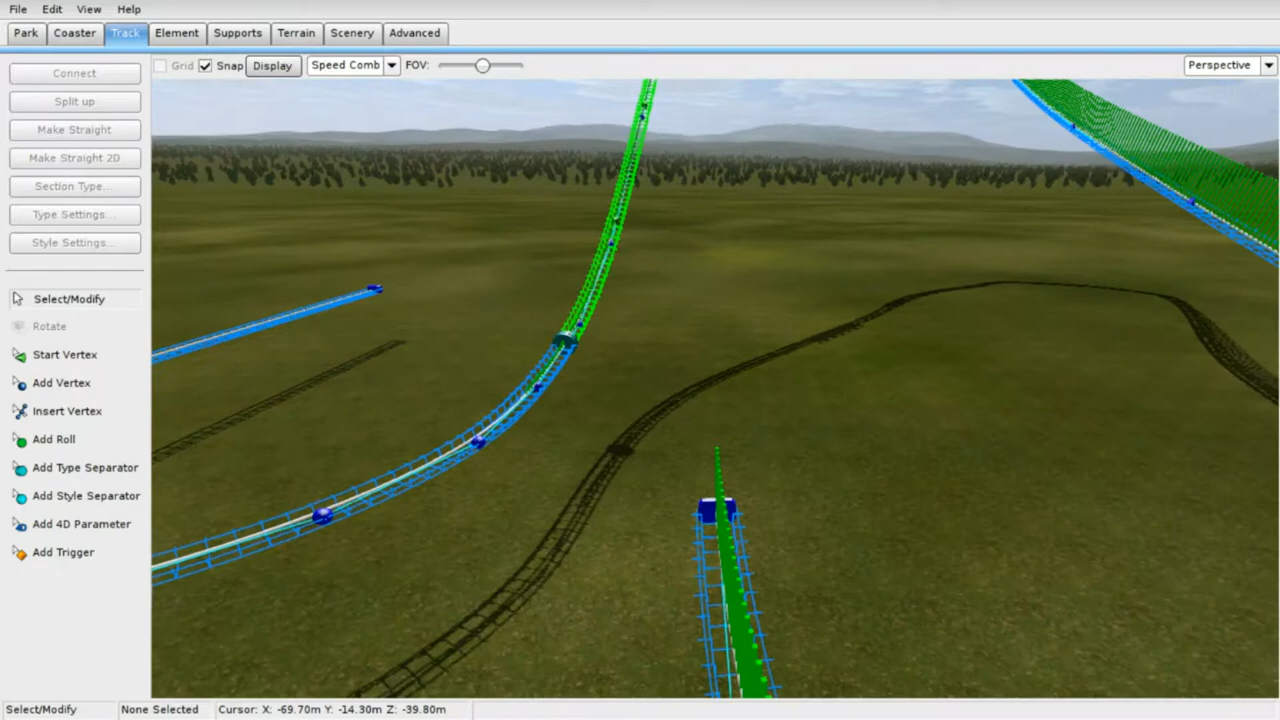 File Edit View Help
Park Coaster Track Element Supports Terrain Scenery Advanced
Grid Snap Display Speed Comb FOV: Perspective
Connect
Split up
Make Straight
Make Straight 2D
Section Type...
Type Settings...
Style Settings...
Select/Modify
Rotate
Start Vertex
Add Vertex
Insert Vertex
Add Roll
Add Type Separator
Add Style Separator
Add 4D Parameter
Add Trigger
Select/Modify None Selected Cursor: X: -69.70m Y: -14.30m Z: -39.80m